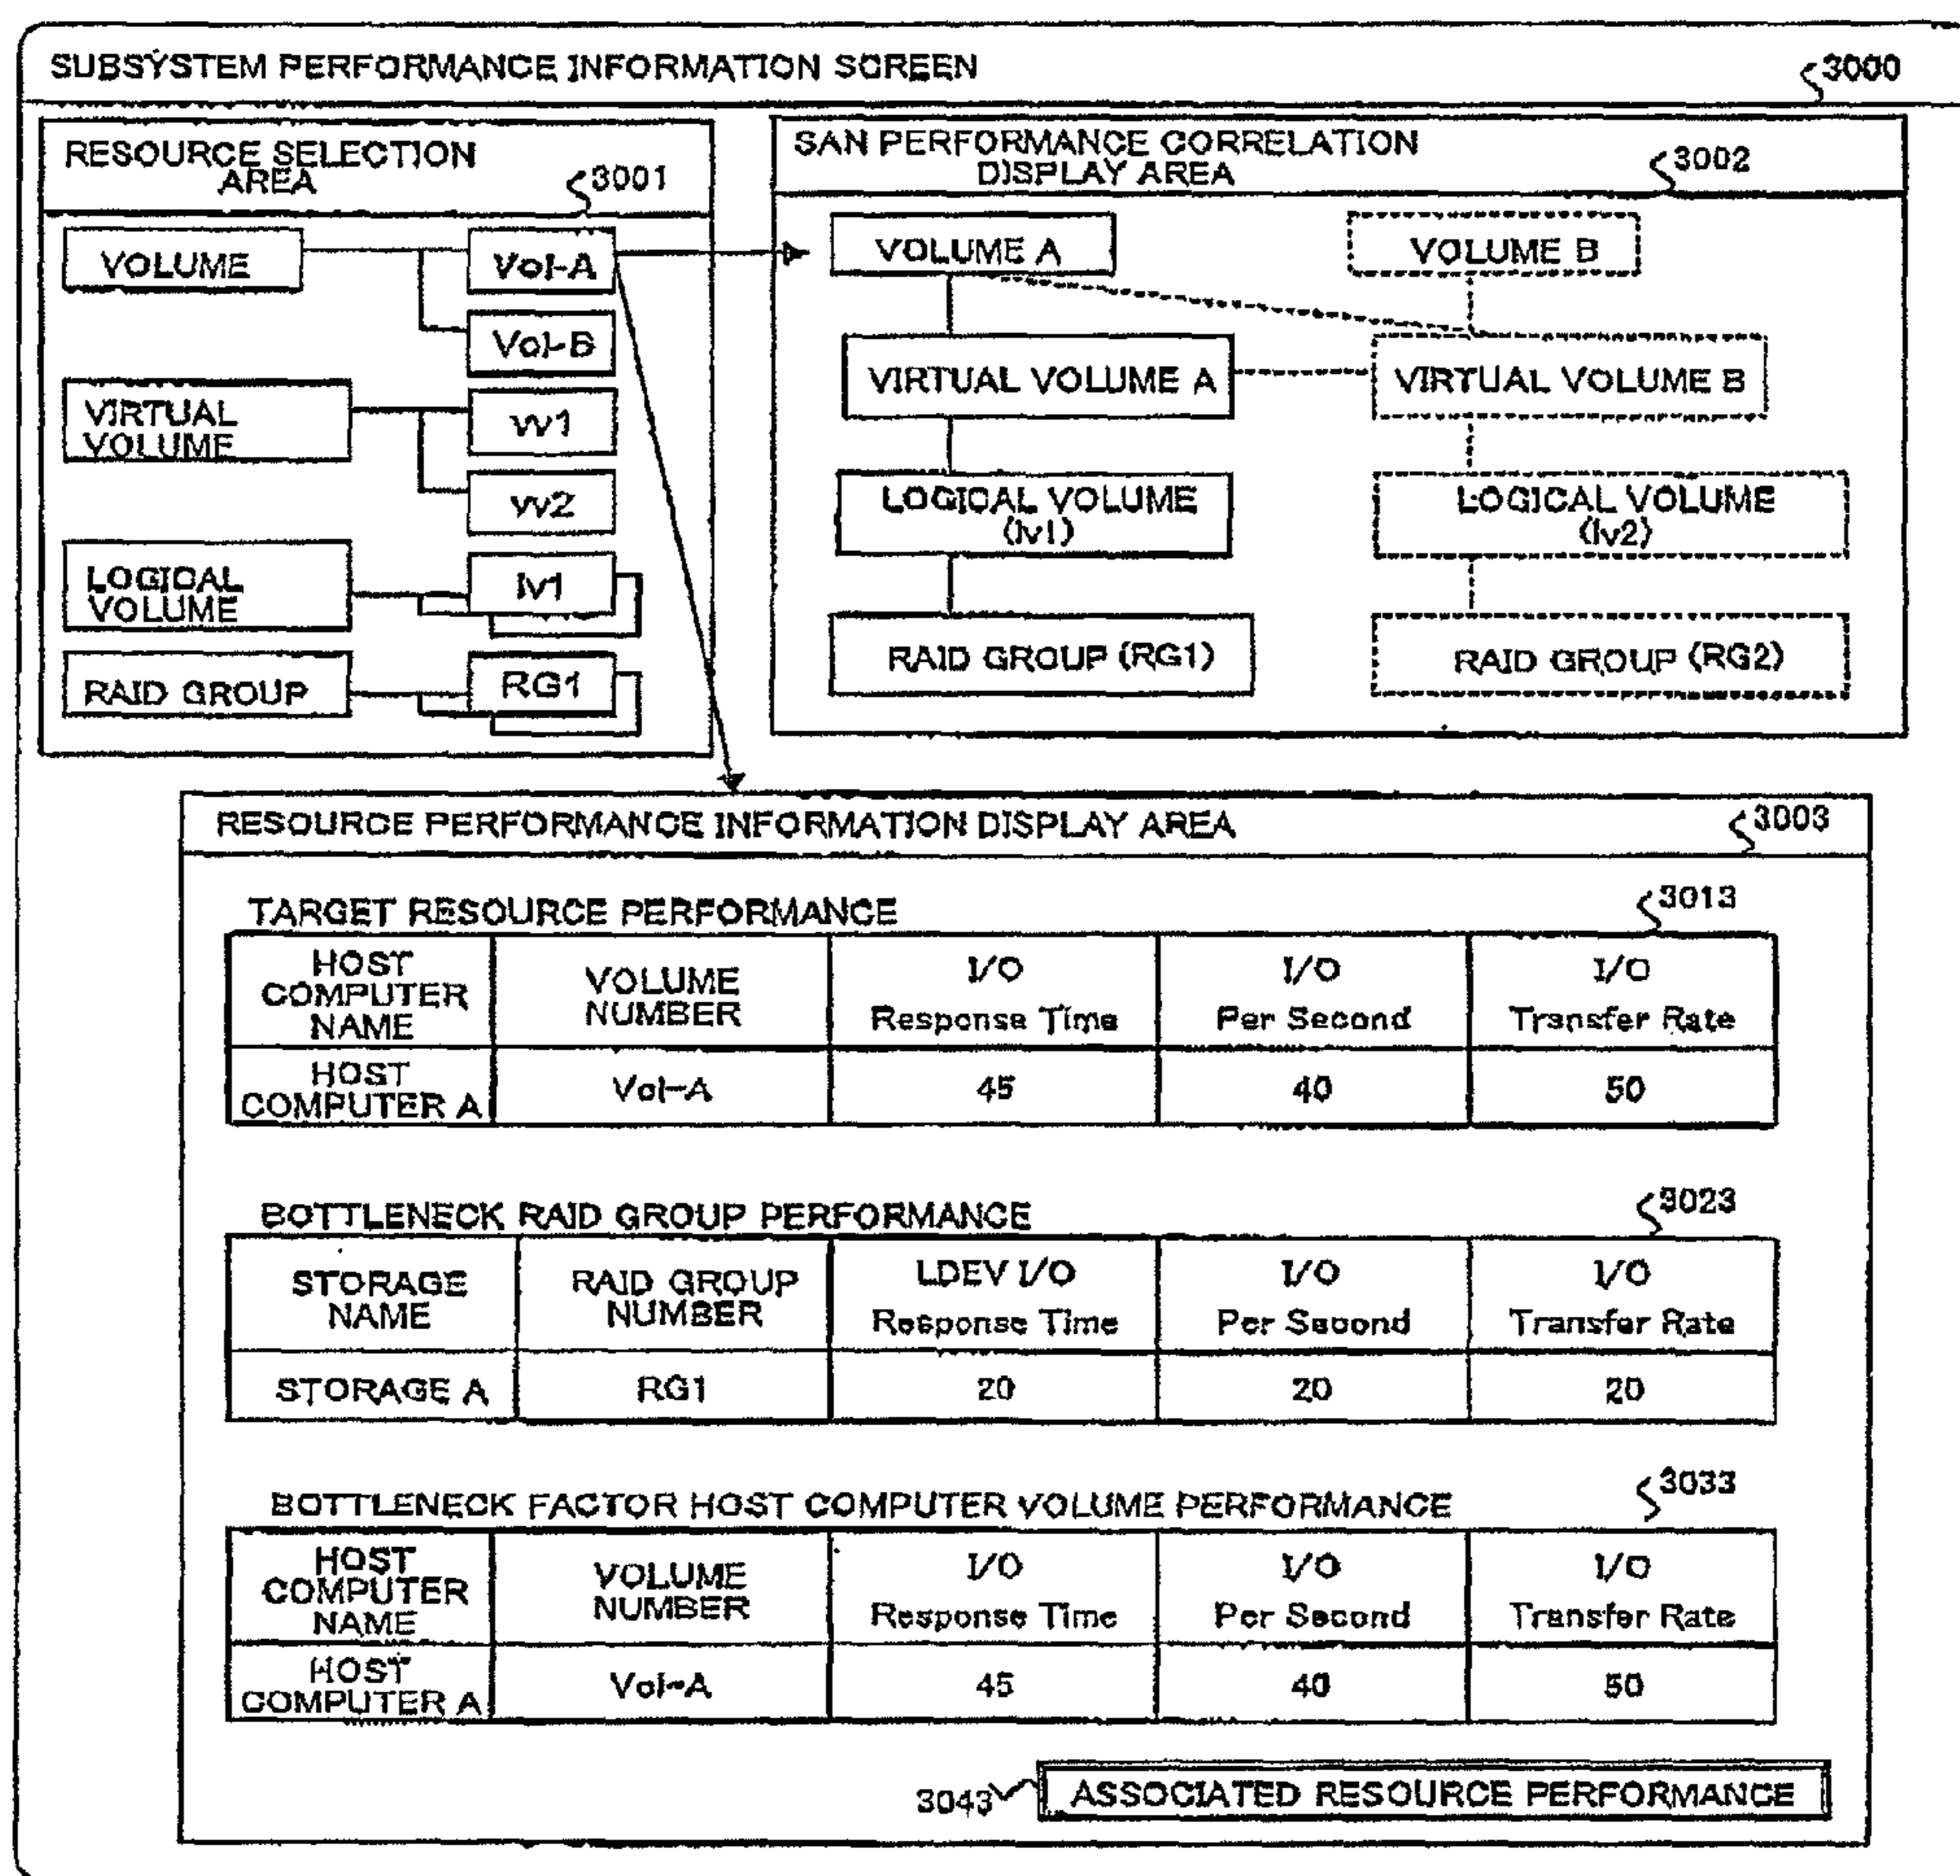 SUBSYSTEM PERFORMANCE INFORMATION SCREEN
3000
RESOURCE SELECTION
AREA
3001
VOLUME
Vol-A
Vol-B
VIRTUAL
VOLUME
vv1
vv2
LOGICAL
VOLUME
lv1
RAID GROUP
RG1
SAN PERFORMANCE CORRELATION
DISPLAY AREA
3002
VOLUME A
VOLUME B
VIRTUAL VOLUME A
VIRTUAL VOLUME B
LOGICAL VOLUME
(lv1)
LOGICAL VOLUME
(lv2)
RAID GROUP (RG1)
RAID GROUP (RG2)
RESOURCE PERFORMANCE INFORMATION DISPLAY AREA
3003
TARGET RESOURCE PERFORMANCE
3013
HOST
COMPUTER
NAME
VOLUME
NUMBER
I/O
Response Time
I/O
Per Second
I/O
Transfer Rate
HOST
COMPUTER A
Vol-A
45
40
50
BOTTLENECK RAID GROUP PERFORMANCE
3023
STORAGE
NAME
RAID GROUP
NUMBER
LDEV I/O
Response Time
I/O
Per Second
I/O
Transfer Rate
STORAGE A
RG1
20
20
20
BOTTLENECK FACTOR HOST COMPUTER VOLUME PERFORMANCE
3033
HOST
COMPUTER
NAME
VOLUME
NUMBER
I/O
Response Time
I/O
Per Second
I/O
Transfer Rate
HOST
COMPUTER A
Vol-A
45
40
50
3043
ASSOCIATED RESOURCE PERFORMANCE